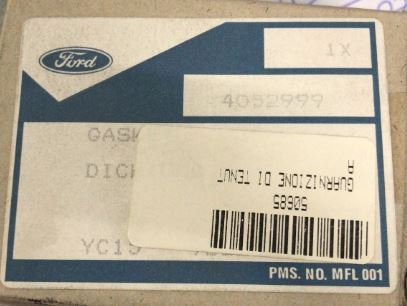 Ford
1X
4052999
GASK
DICH
GUARNIZIONE DI TENUT
A
50685
YC15
PMS. NO. MFL 001